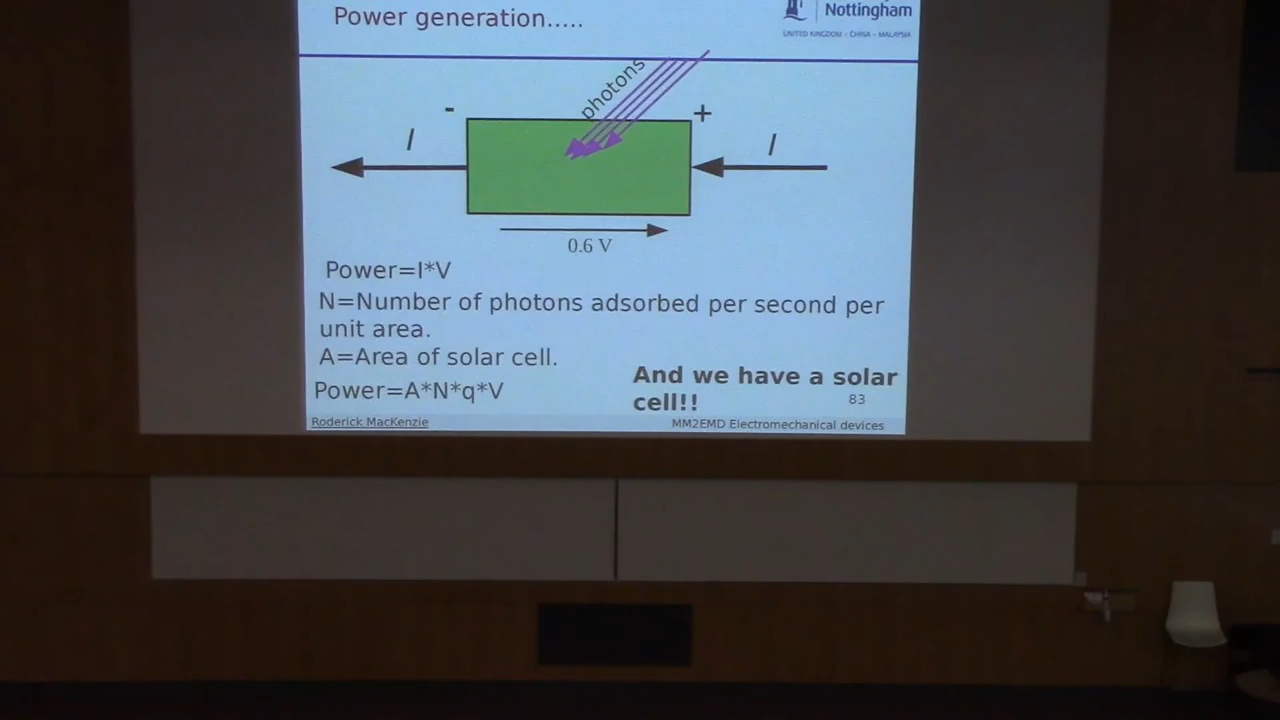 Power generation.....
Nottingham
UNITED KINGDOM · CHINA · MALAYSIA
photons
-
+
I
I
0.6 V
Power=I*V
N=Number of photons adsorbed per second per
unit area.
A=Area of solar cell.
Power=A*N*q*V
And we have a solar
cell!!
83
Roderick MacKenzie
MM2EMD Electromechanical devices